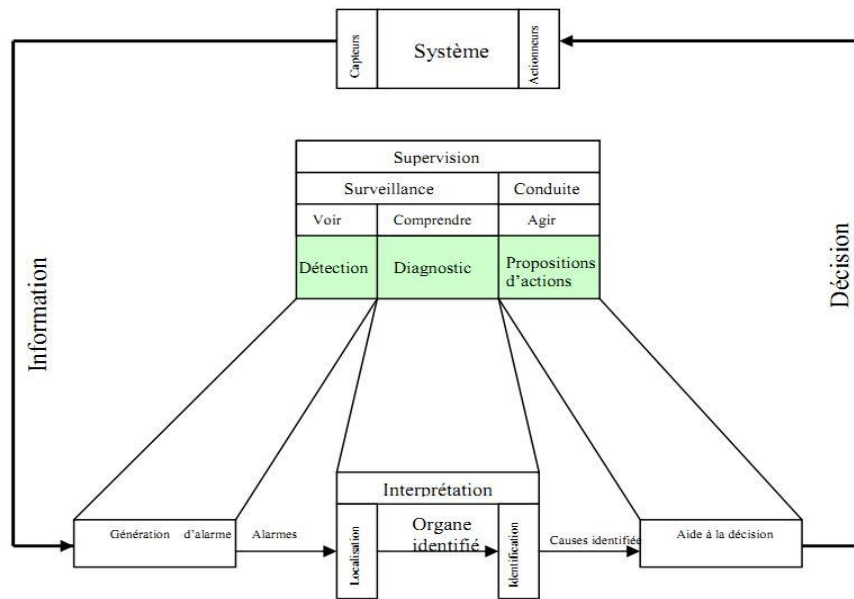 Capteurs
Système
Actionneurs
Supervision
Surveillance
Conduite
Voir
Comprendre
Agir
Détection
Diagnostic
Propositions
d'actions
Information
Décision
Interprétation
Génération d'alarme
Alarmes
Localisation
Organe
identifié
Identification
Causes identifiée
Aide à la décision